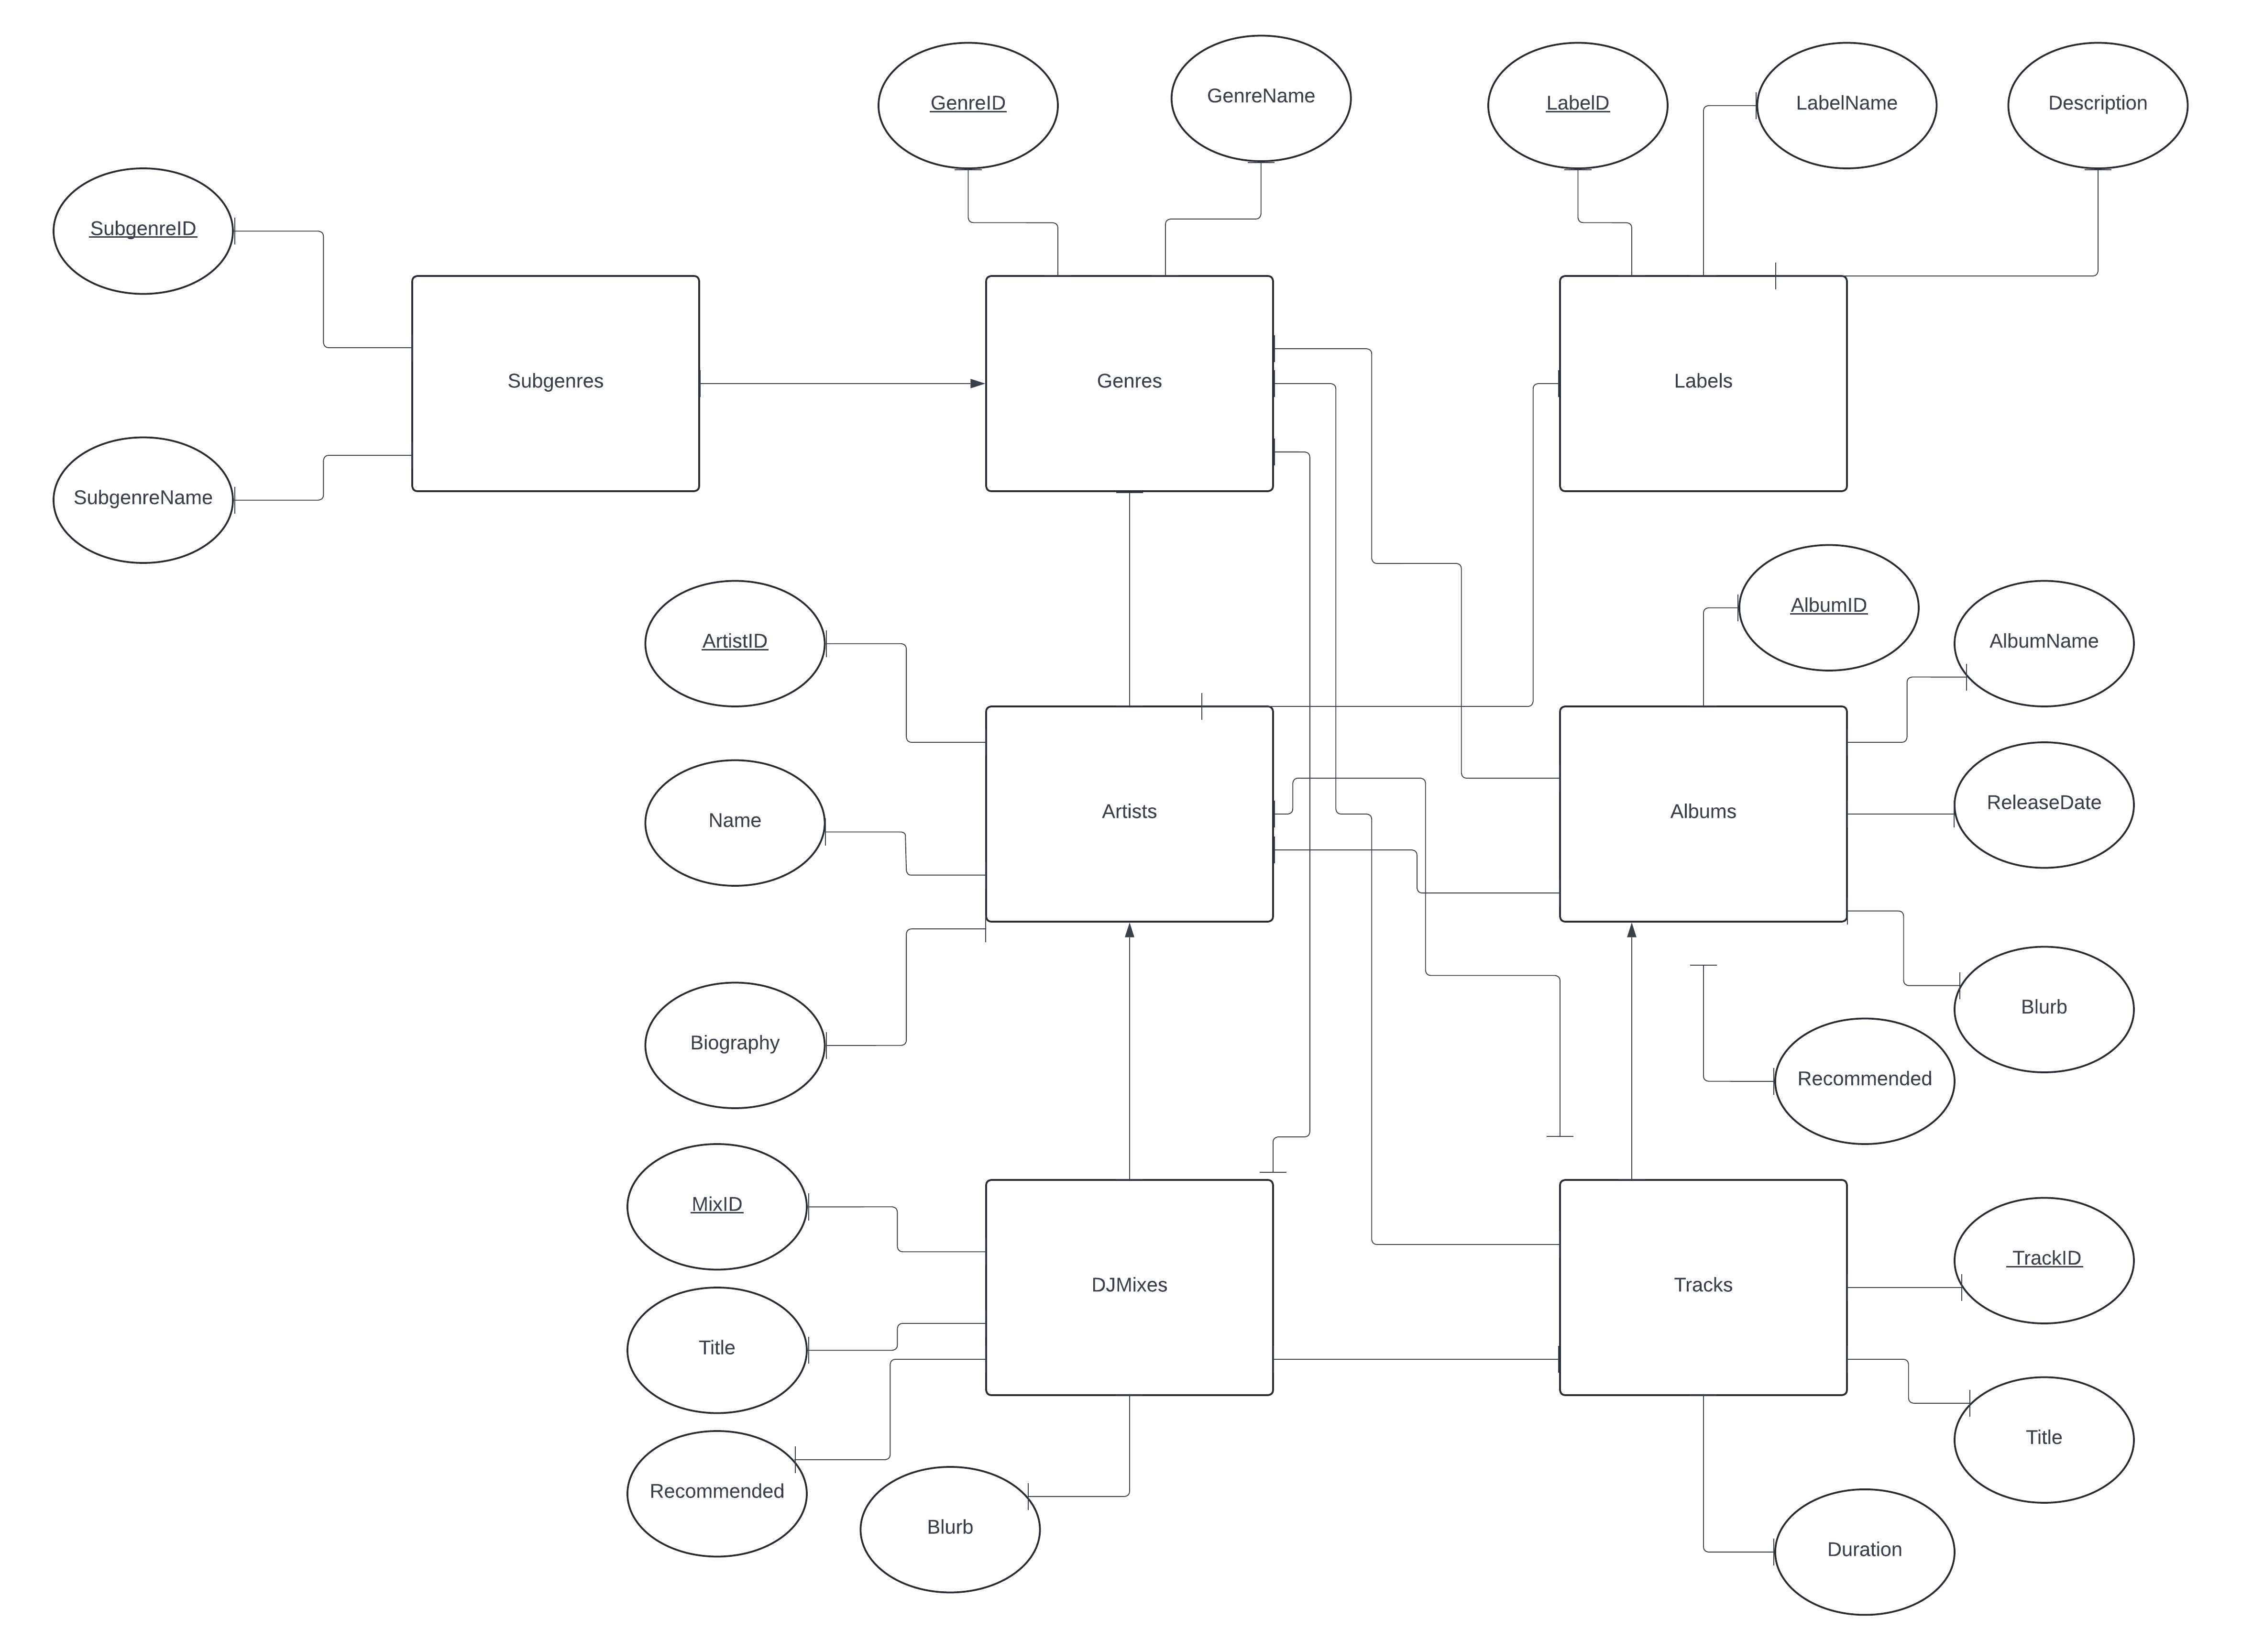 GenreID
GenreName
LabelD
LabelName
Description
SubgenreID
Subgenres
Genres
Labels
SubgenreName
ArtistID
AlbumID
AlbumName
Name
Artists
Albums
ReleaseDate
Biography
Blurb
Recommended
MixID
DJMixes
Tracks
TrackID
Title
Title
Recommended
Blurb
Duration